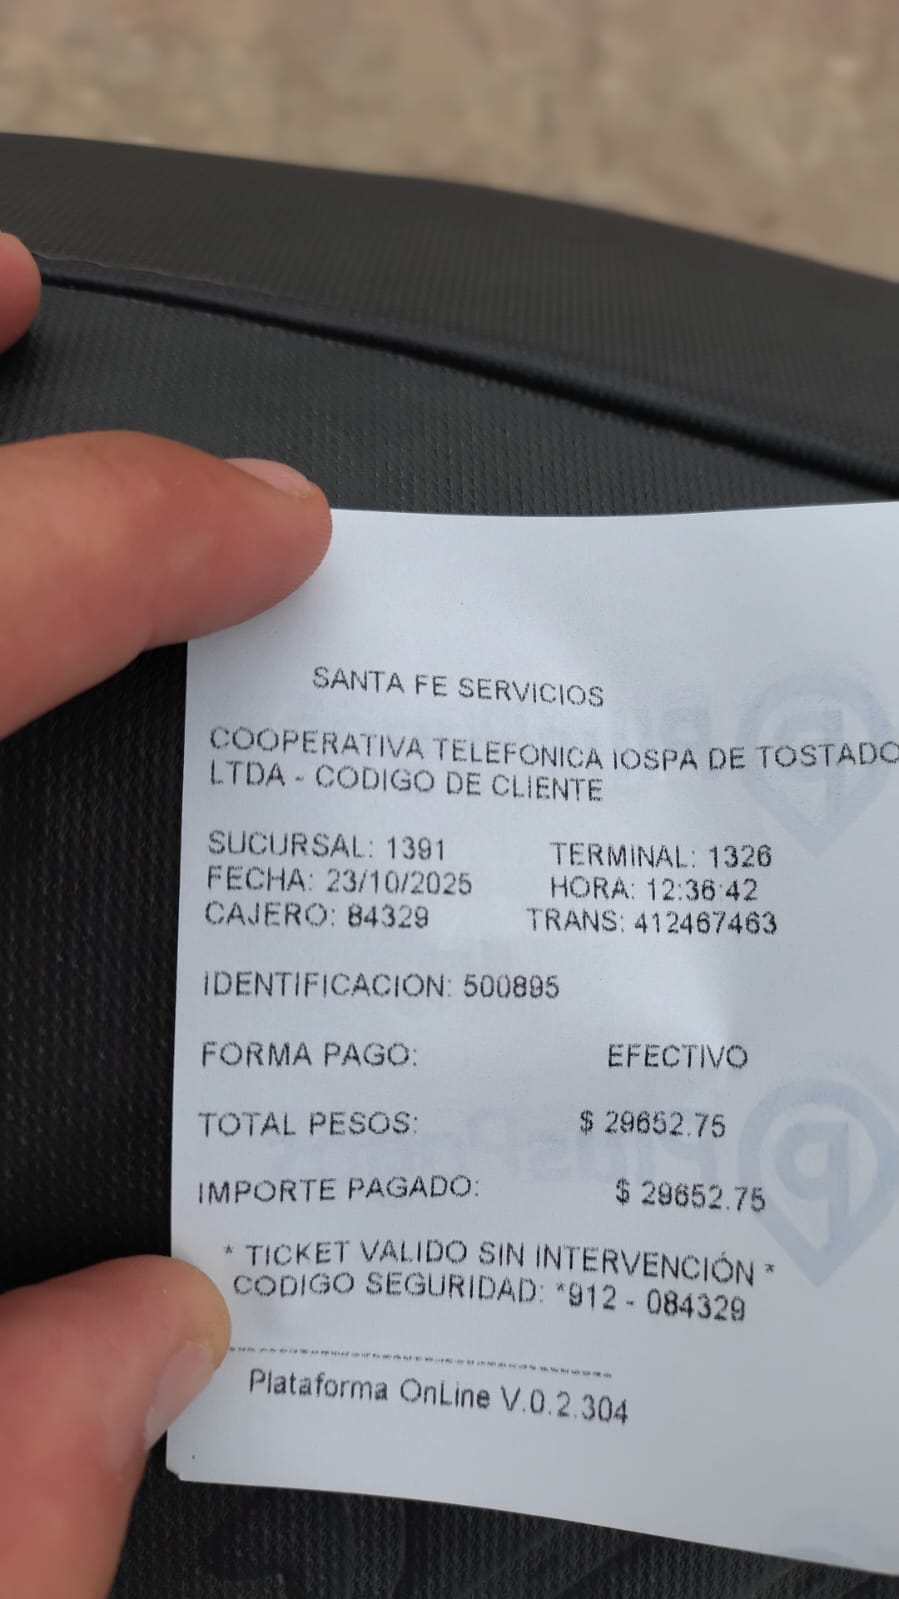 SANTA FE SERVICIOS
COOPERATIVA TELEFONICA IOSPA DE TOSTADO
LTDA - CODIGO DE CLIENTE
SUCURSAL: 1391 TERMINAL: 1326
FECHA: 23/10/2025 HORA: 12:36:42
CAJERO: 84329 TRANS: 412467463
IDENTIFICACION: 500895
FORMA PAGO: EFECTIVO
TOTAL PESOS: $ 29652.75
IMPORTE PAGADO: $ 29652.75
* TICKET VALIDO SIN INTERVENCIÓN *
CODIGO SEGURIDAD: *912 - 084329
Plataforma OnLine V.0.2.304